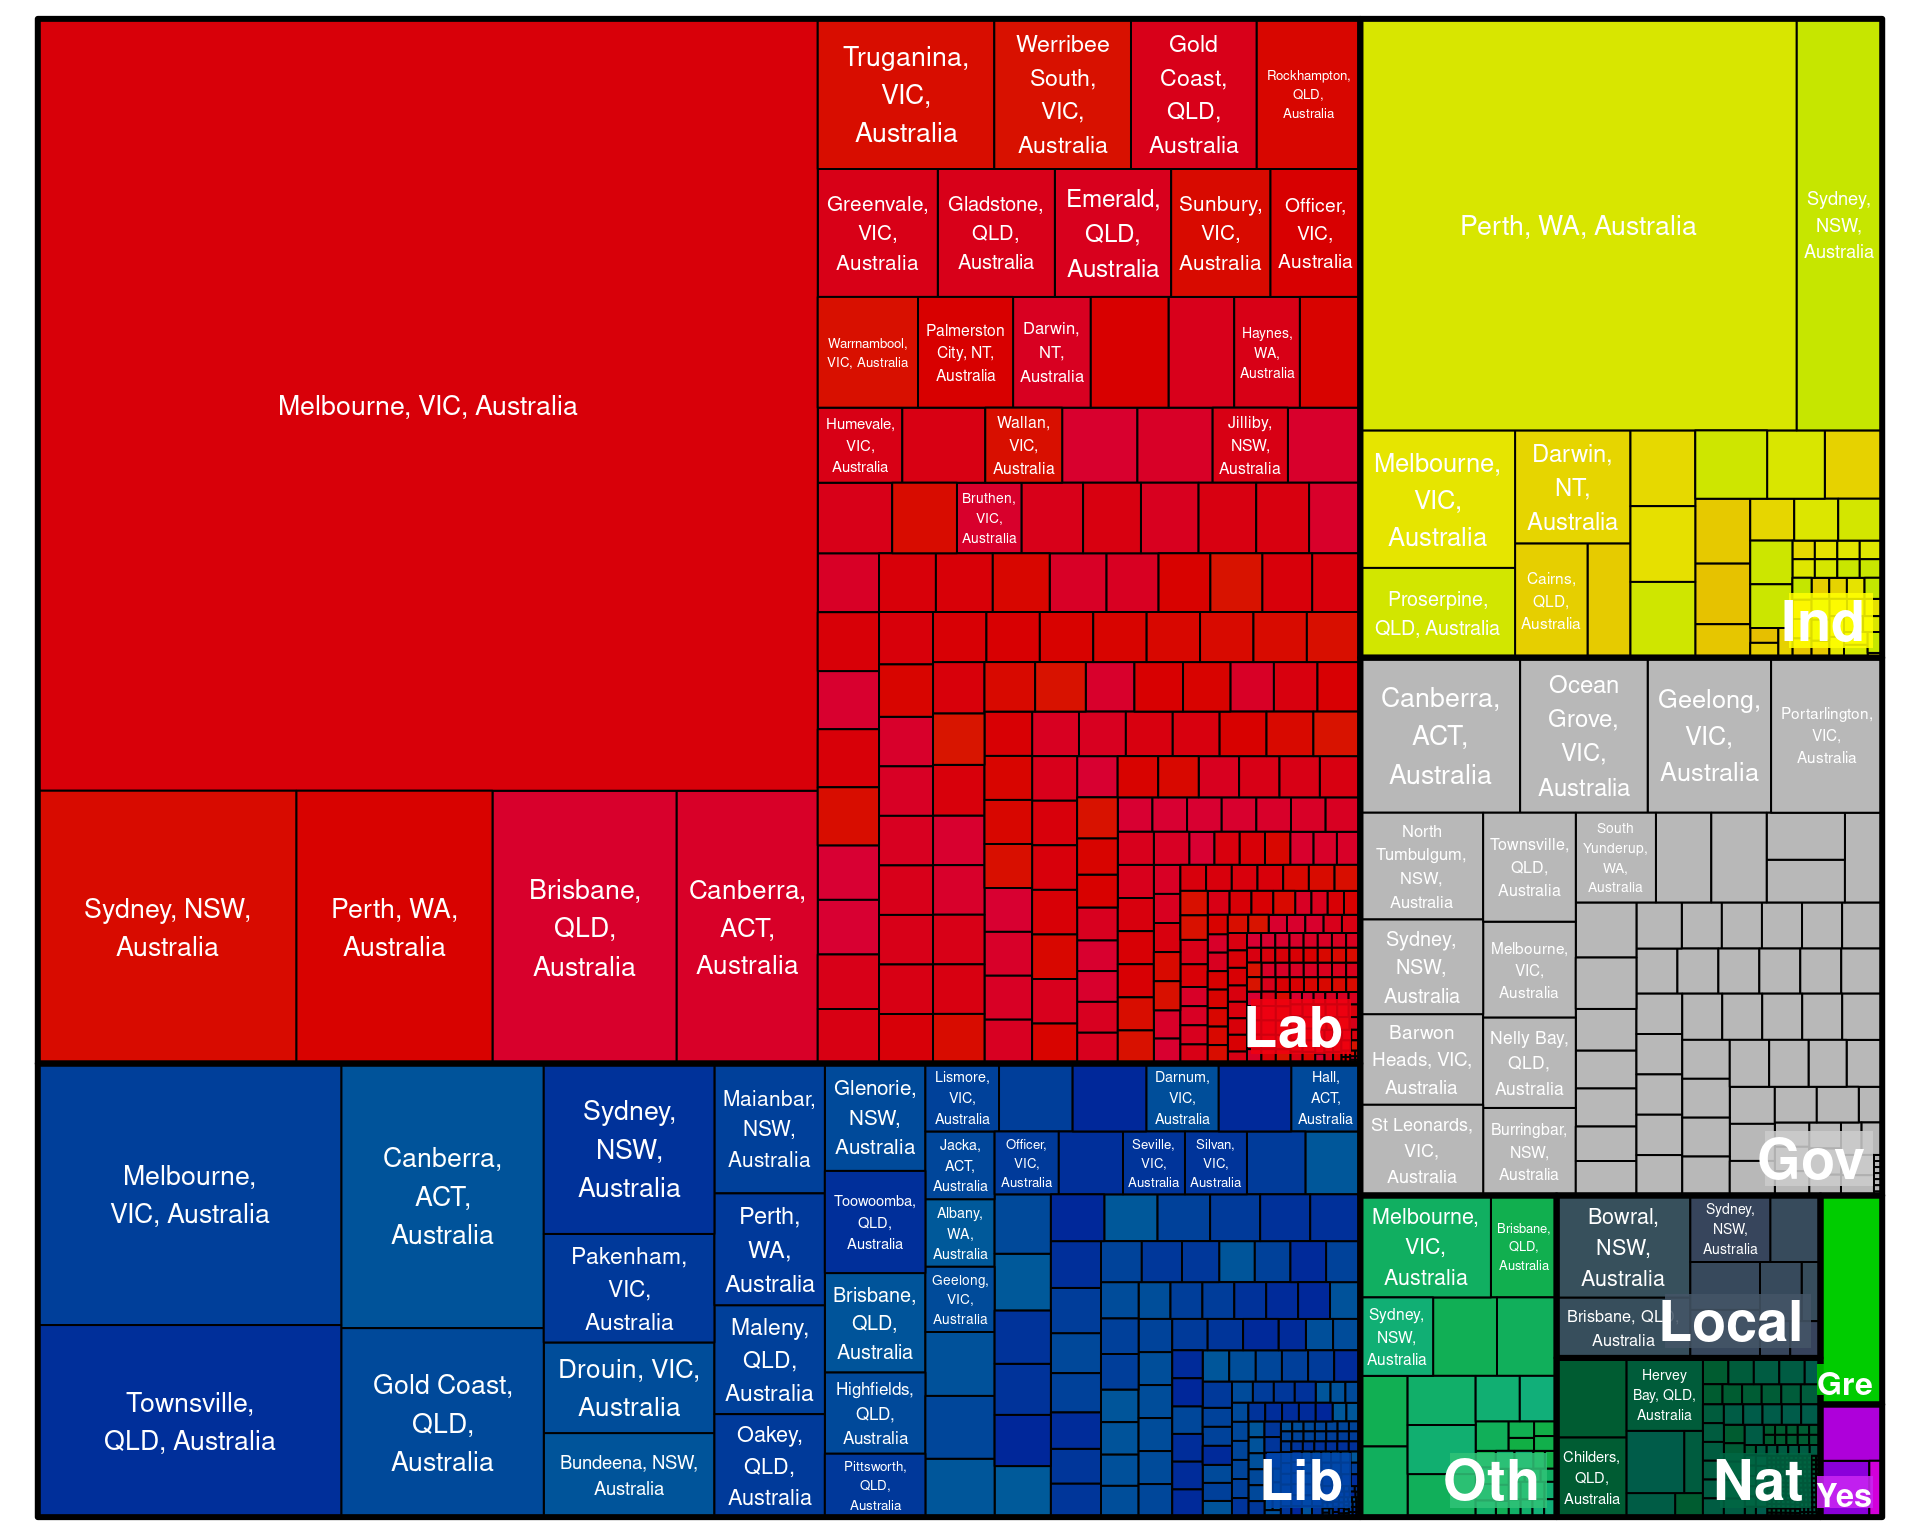 Melbourne, VIC, Australia
Sydney, NSW,
Australia
Perth, WA,
Australia
Brisbane,
QLD,
Australia
Canberra,
ACT,
Australia
Truganina,
VIC,
Australia
Werribee
South,
VIC,
Australia
Gold
Coast,
QLD,
Australia
Rockhampton,
QLD,
Australia
Greenvale,
VIC,
Australia
Gladstone,
QLD,
Australia
Emerald,
QLD,
Australia
Sunbury,
VIC,
Australia
Officer,
VIC,
Australia
Warrnambool,
VIC, Australia
Palmerston
City, NT,
Australia
Darwin,
NT,
Australia
Haynes,
WA,
Australia
Humevale,
VIC,
Australia
Wallan,
VIC,
Australia
Jilliby,
NSW,
Australia
Bruthen,
VIC,
Australia
Lab
Perth, WA, Australia
Sydney,
NSW,
Australia
Melbourne,
VIC,
Australia
Darwin,
NT,
Australia
Proserpine,
QLD, Australia
Cairns,
QLD,
Australia
Ind
Canberra,
ACT,
Australia
Ocean
Grove,
VIC,
Australia
Geelong,
VIC,
Australia
Portarlington,
VIC,
Australia
North
Tumbulgum,
NSW,
Australia
Townsville,
QLD,
Australia
South
Yunderup,
WA,
Australia
Sydney,
NSW,
Australia
Melbourne,
VIC,
Australia
Barwon
Heads, VIC,
Australia
Nelly Bay,
QLD,
Australia
St Leonards,
VIC,
Australia
Burringbar,
NSW,
Australia
Gov
Melbourne,
VIC, Australia
Townsville,
QLD, Australia
Canberra,
ACT,
Australia
Gold Coast,
QLD,
Australia
Sydney,
NSW,
Australia
Pakenham,
VIC,
Australia
Drouin, VIC,
Australia
Bundeena, NSW,
Australia
Maianbar,
NSW,
Australia
Perth,
WA,
Australia
Maleny,
QLD,
Australia
Oakey,
QLD,
Australia
Glenorie,
NSW,
Australia
Toowoomba,
QLD,
Australia
Brisbane,
QLD,
Australia
Highfields,
QLD,
Australia
Pittsworth,
QLD,
Australia
Lismore,
VIC,
Australia
Darnum,
VIC,
Australia
Hall,
ACT,
Australia
Jacka,
ACT,
Australia
Officer,
VIC,
Australia
Seville,
VIC,
Australia
Silvan,
VIC,
Australia
Albany,
WA,
Australia
Geelong,
VIC,
Australia
Lib
Melbourne,
VIC,
Australia
Brisbane,
QLD,
Australia
Sydney,
NSW,
Australia
Oth
Bowral,
NSW,
Australia
Sydney,
NSW,
Australia
Brisbane, QLD,
Australia
Local
Hervey
Bay, QLD,
Australia
Childers,
QLD,
Australia
Nat
Gre
Yes